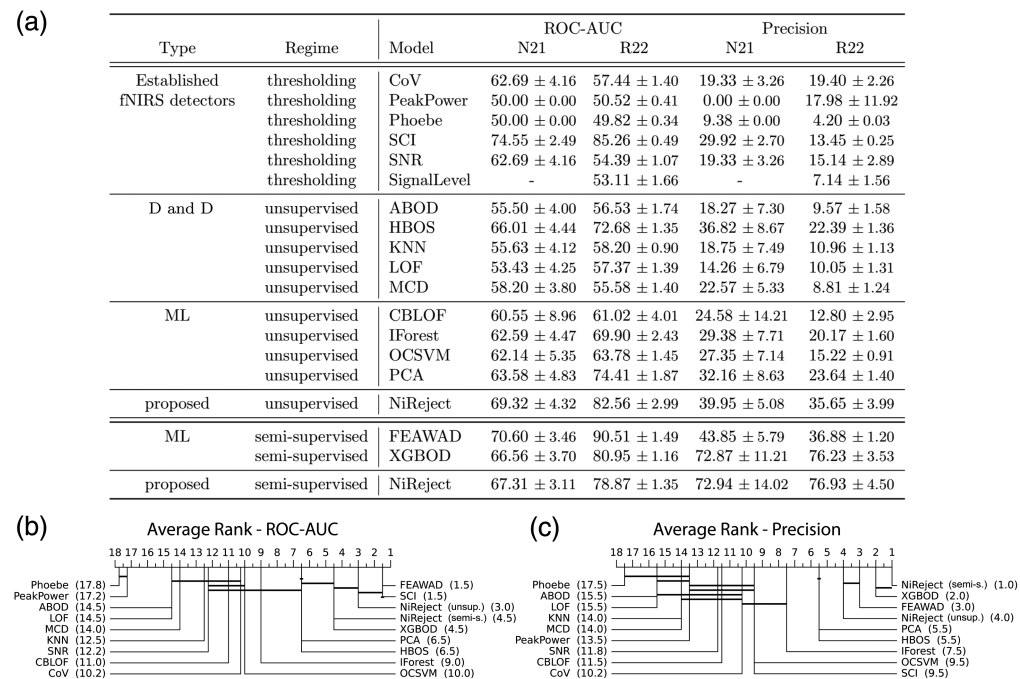 (a)
ROC-AUC Precision
Type Regime Model N21 R22 N21 R22
Established thresholding CoV 62.69 ± 4.16 57.44 ± 1.40 19.33 ± 3.26 19.40 ± 2.26
fNIRS detectors thresholding PeakPower 50.00 ± 0.00 50.52 ± 0.41 0.00 ± 0.00 17.98 ± 11.92
thresholding Phoebe 50.00 ± 0.00 49.82 ± 0.34 9.38 ± 0.00 4.20 ± 0.03
thresholding SCI 74.55 ± 2.49 85.26 ± 0.49 29.92 ± 2.70 13.45 ± 0.25
thresholding SNR 62.69 ± 4.16 54.39 ± 1.07 19.33 ± 3.26 15.14 ± 2.89
thresholding SignalLevel - 53.11 ± 1.66 - 7.14 ± 1.56
D and D unsupervised ABOD 55.50 ± 4.00 56.53 ± 1.74 18.27 ± 7.30 9.57 ± 1.58
unsupervised HBOS 66.01 ± 4.44 72.68 ± 1.35 36.82 ± 8.67 22.39 ± 1.36
unsupervised KNN 55.63 ± 4.12 58.20 ± 0.90 18.75 ± 7.49 10.96 ± 1.13
unsupervised LOF 53.43 ± 4.25 57.37 ± 1.39 14.26 ± 6.79 10.05 ± 1.31
unsupervised MCD 58.20 ± 3.80 55.58 ± 1.40 22.57 ± 5.33 8.81 ± 1.24
ML unsupervised CBLOF 60.55 ± 8.96 61.02 ± 4.01 24.58 ± 14.21 12.80 ± 2.95
unsupervised IForest 62.59 ± 4.47 69.90 ± 2.43 29.38 ± 7.71 20.17 ± 1.60
unsupervised OCSVM 62.14 ± 5.35 63.78 ± 1.45 27.35 ± 7.14 15.22 ± 0.91
unsupervised PCA 63.58 ± 4.83 74.41 ± 1.87 32.16 ± 8.63 23.64 ± 1.40
proposed unsupervised NiReject 69.32 ± 4.32 82.56 ± 2.99 39.95 ± 5.08 35.65 ± 3.99
ML semi-supervised FEAWAD 70.60 ± 3.46 90.51 ± 1.49 43.85 ± 5.79 36.88 ± 1.20
semi-supervised XGBOD 66.56 ± 3.70 80.95 ± 1.16 72.87 ± 11.21 76.23 ± 3.53
proposed semi-supervised NiReject 67.31 ± 3.11 78.87 ± 1.35 72.94 ± 14.02 76.93 ± 4.50
(b)
Average Rank - ROC-AUC
18 17 16 15 14 13 12 11 10 9 8 7 6 5 4 3 2 1
Phoebe (17.8)
PeakPower (17.2)
ABOD (14.5)
LOF (14.5)
MCD (14.0)
KNN (12.5)
SNR (12.2)
CBLOF (11.0)
CoV (10.2)
FEAWAD (1.5)
SCI (1.5)
NiReject (unsup.) (3.0)
NiReject (semi-s.) (4.5)
XGBOD (4.5)
PCA (6.5)
HBOS (6.5)
IForest (9.0)
OCSVM (10.0)
(c)
Average Rank - Precision
18 17 16 15 14 13 12 11 10 9 8 7 6 5 4 3 2 1
Phoebe (17.5)
ABOD (15.5)
LOF (15.5)
KNN (14.0)
MCD (14.0)
PeakPower (13.5)
SNR (11.8)
CBLOF (11.5)
CoV (10.2)
NiReject (semi-s.) (1.0)
XGBOD (2.0)
FEAWAD (3.0)
NiReject (unsup.) (4.0)
PCA (5.5)
HBOS (5.5)
IForest (7.5)
OCSVM (9.5)
SCI (9.5)